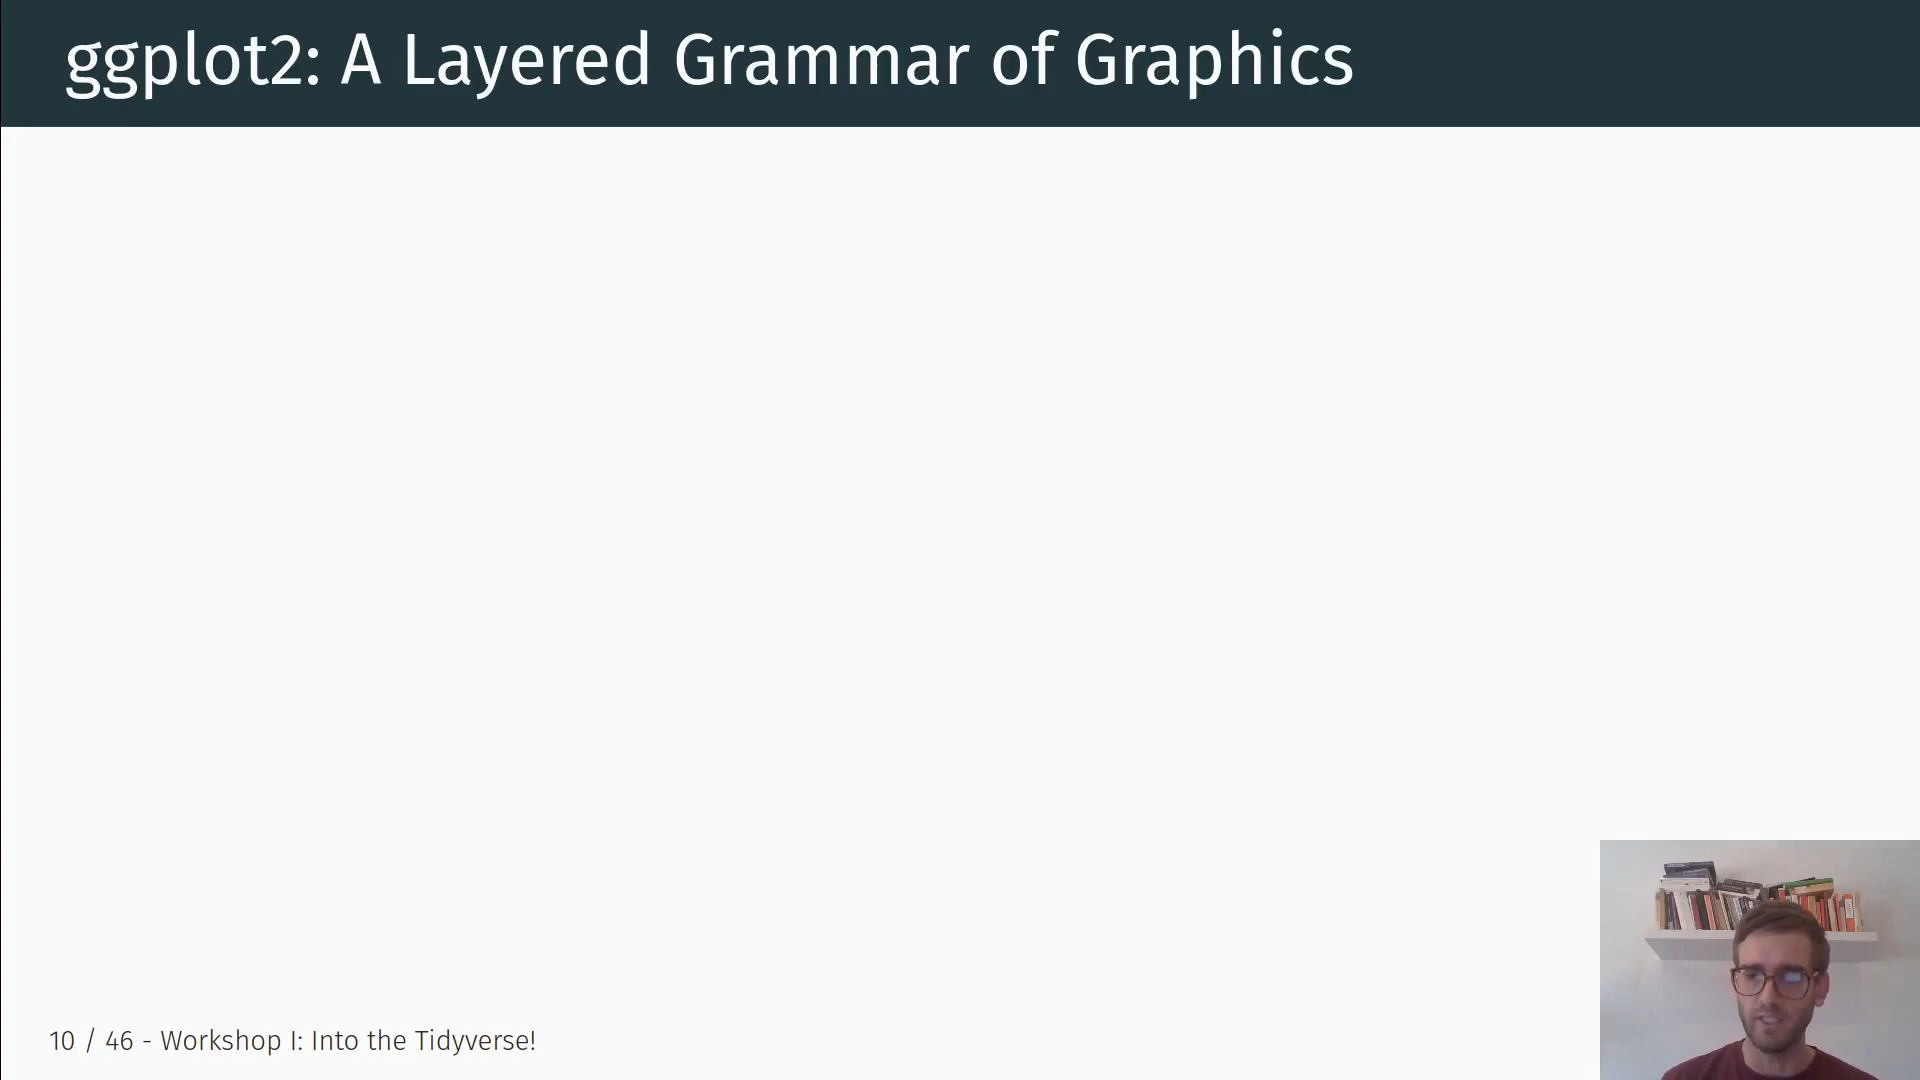 ggplot2: A Layered Grammar of Graphics
10 / 46 - Workshop I: Into the Tidyverse!